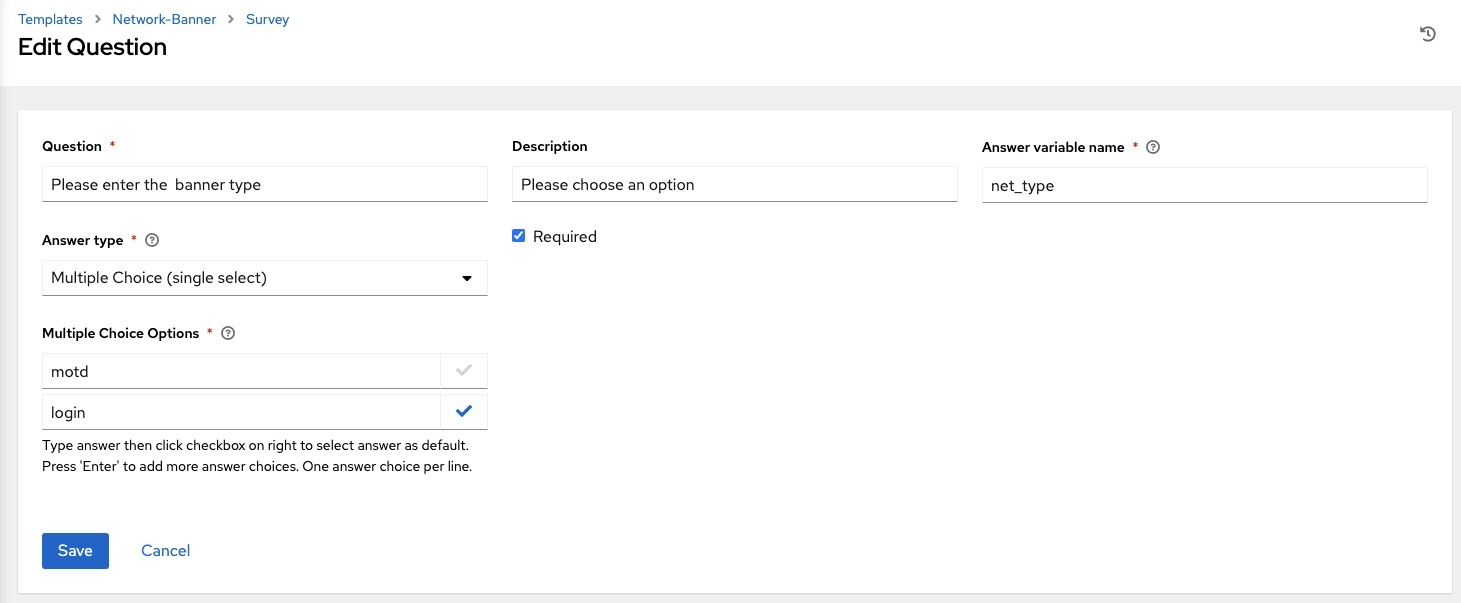 Templates > Network-Banner > Survey
Edit Question
Question *
Please enter the  banner type
Description
Please choose an option
Answer variable name *
net_type
Answer type *
Multiple Choice (single select)
Required
Multiple Choice Options *
motd
login
Type answer then click checkbox on right to select answer as default.
Press 'Enter' to add more answer choices. One answer choice per line.
Save
Cancel